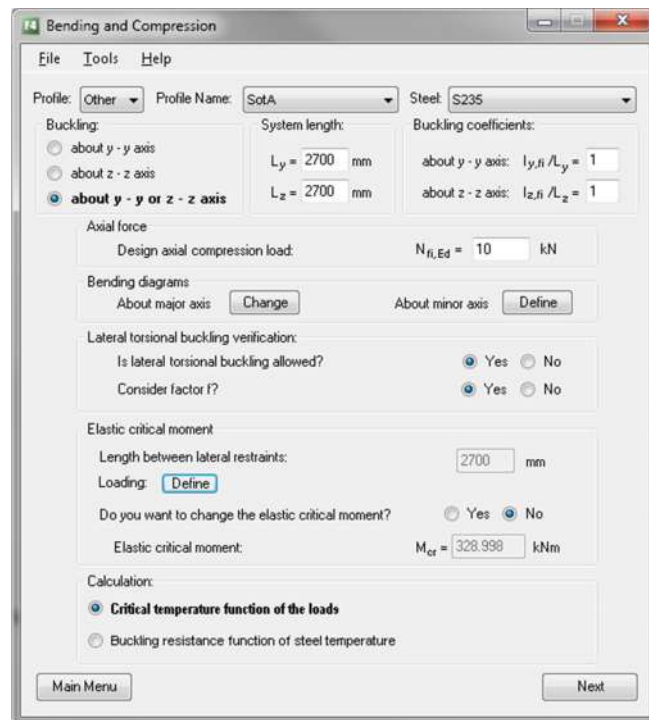 Bending and Compression
File Tools Help
Profile: Other Profile Name: SotA Steel: S235
Buckling: System length: Buckling coefficients:
about y - y axis Ly = 2700 mm about y - y axis: ly,fi /Ly = 1
about z - z axis Lz = 2700 mm about z - z axis: lz,fi /Lz = 1
about y - y or z - z axis
Axial force
Design axial compression load: Nfi,Ed = 10 kN
Bending diagrams
About major axis Change About minor axis Define
Lateral torsional buckling verification:
Is lateral torsional buckling allowed? Yes No
Consider factor f? Yes No
Elastic critical moment
Length between lateral restraints: 2700 mm
Loading: Define
Do you want to change the elastic critical moment? Yes No
Elastic critical moment: Mcr = 328.998 kNm
Calculation:
Critical temperature function of the loads
Buckling resistance function of steel temperature
Main Menu Next